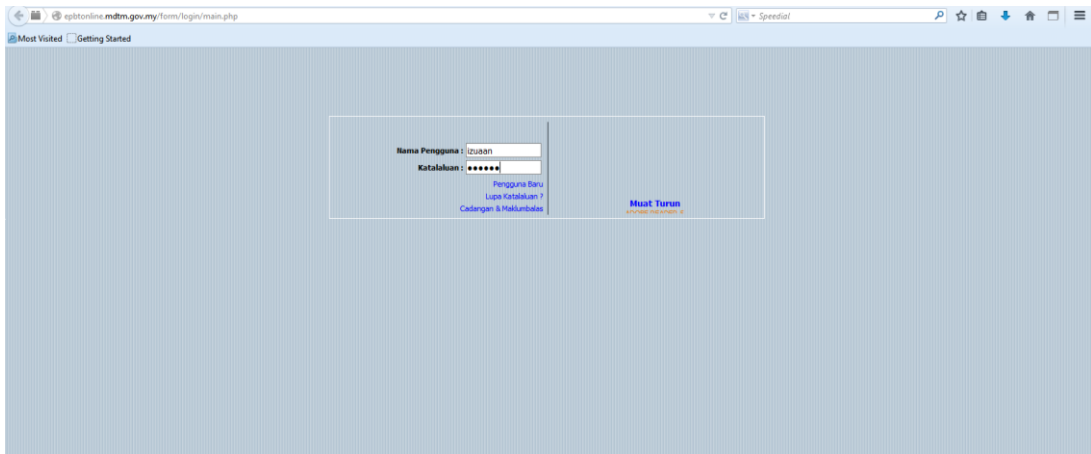 epbtonline.mdtm.gov.my/form/login/main.php
Speedial
Most Visited Getting Started
Nama Pengguna : izuaan
Katalaluan : ●●●●●●
Pengguna Baru
Lupa Katalaluan ?
Cadangan & Maklumbalas
Muat Turun